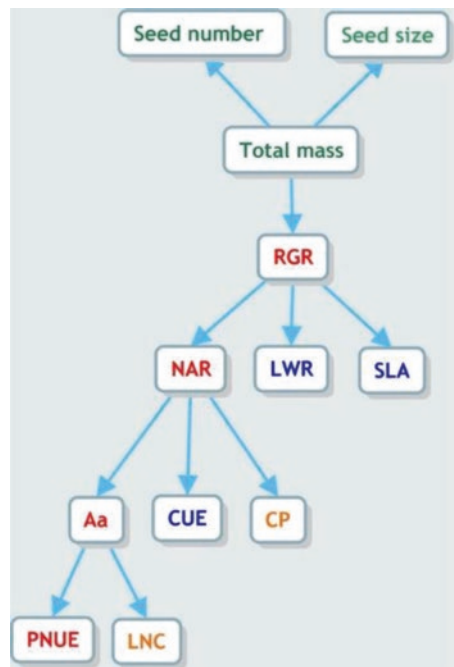 Seed number
Seed size
Total mass
RGR
NAR
LWR
SLA
Aa
CUE
CP
PNUE
LNC